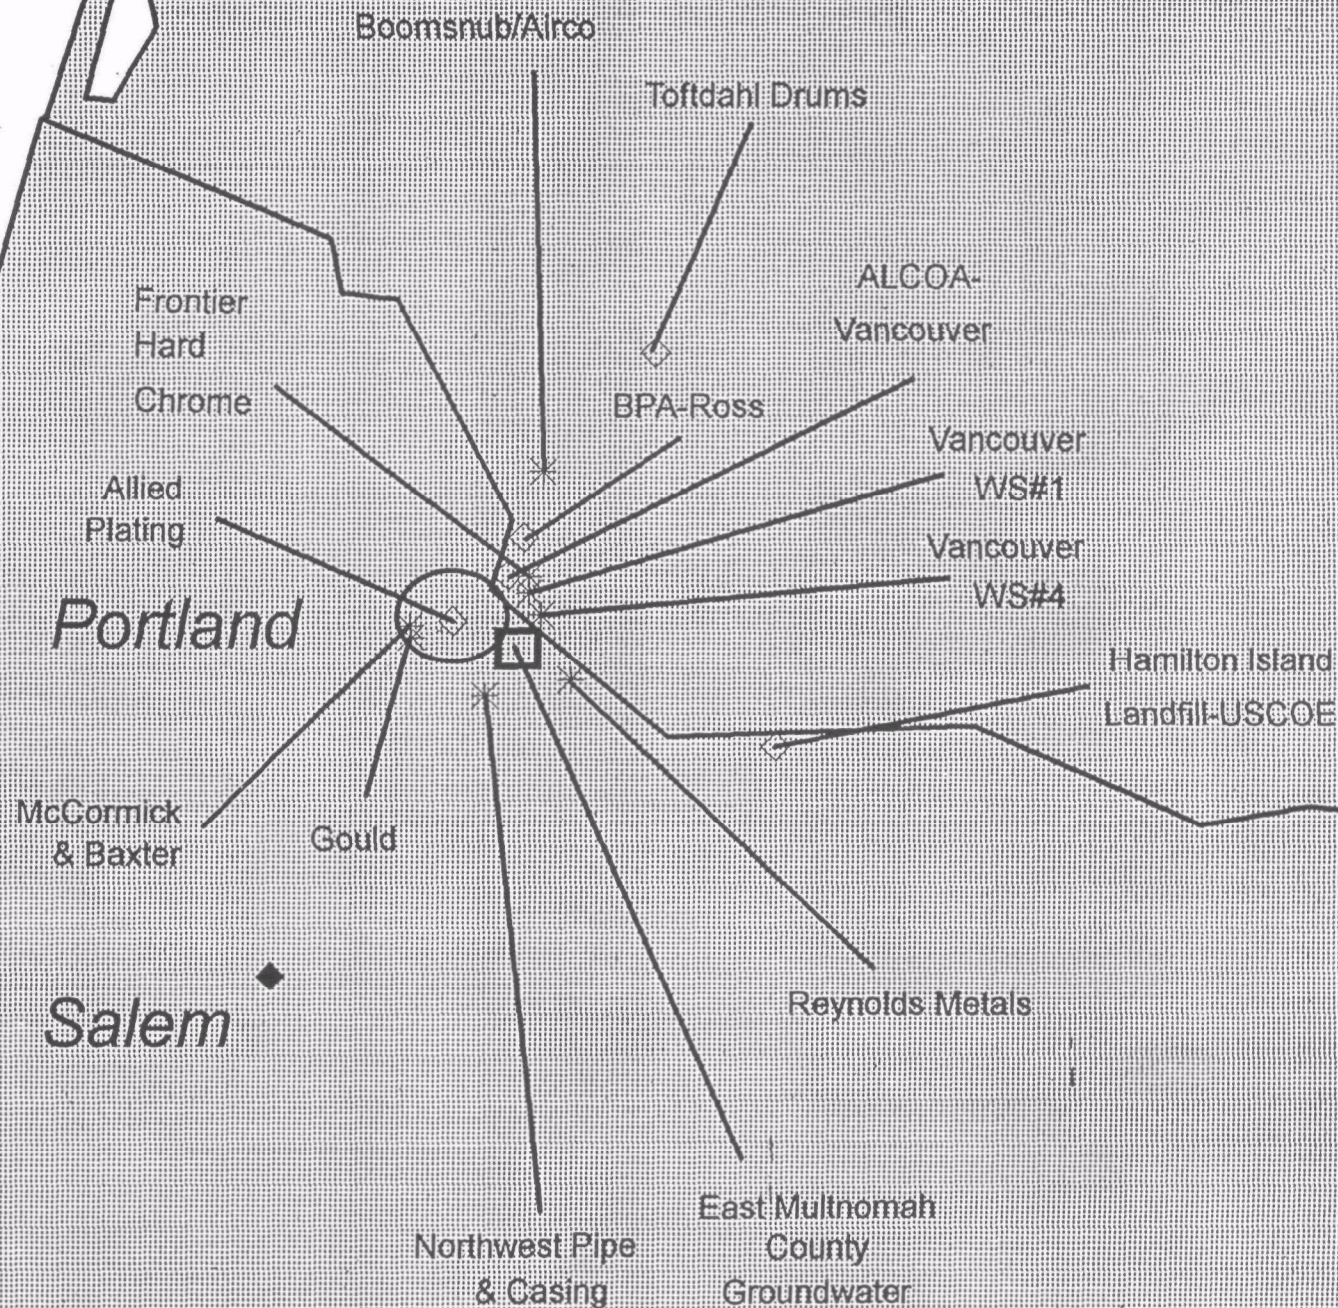 Boomsnub/Airco
Toftdahl Drums
ALCOA-
Vancouver
Frontier
Hard
Chrome
BPA-Ross
Vancouver
WS#1
Allied
Plating
Vancouver
WS#4
Portland
Hamilton Island
Landfill-USCOE
McCormick
& Baxter
Gould
Salem
Reynolds Metals
East Multnomah
County
Groundwater
Northwest Pipe
& Casing